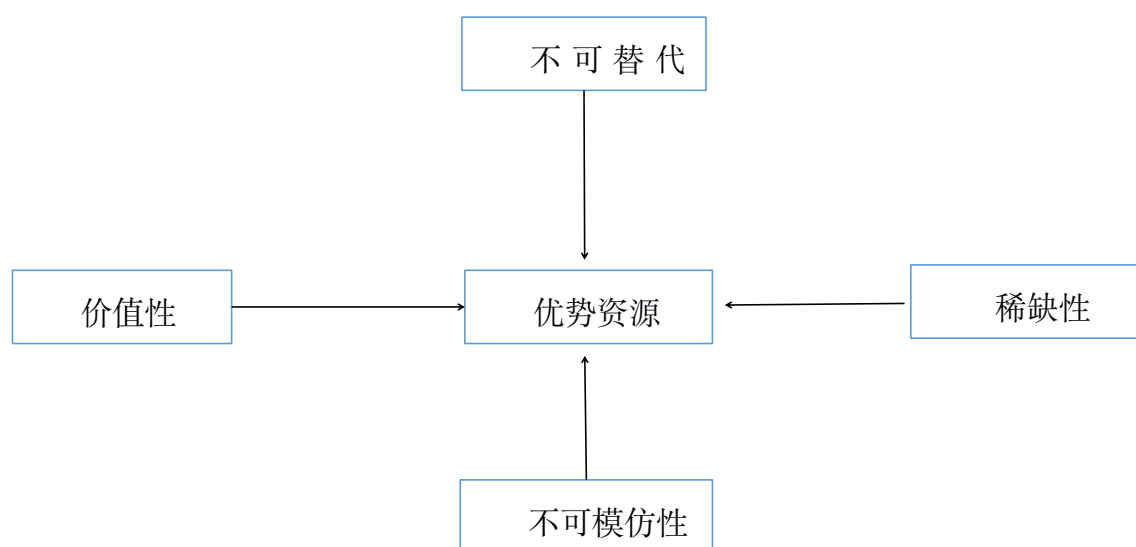 不可替代
价值性
优势资源
稀缺性
不可模仿性